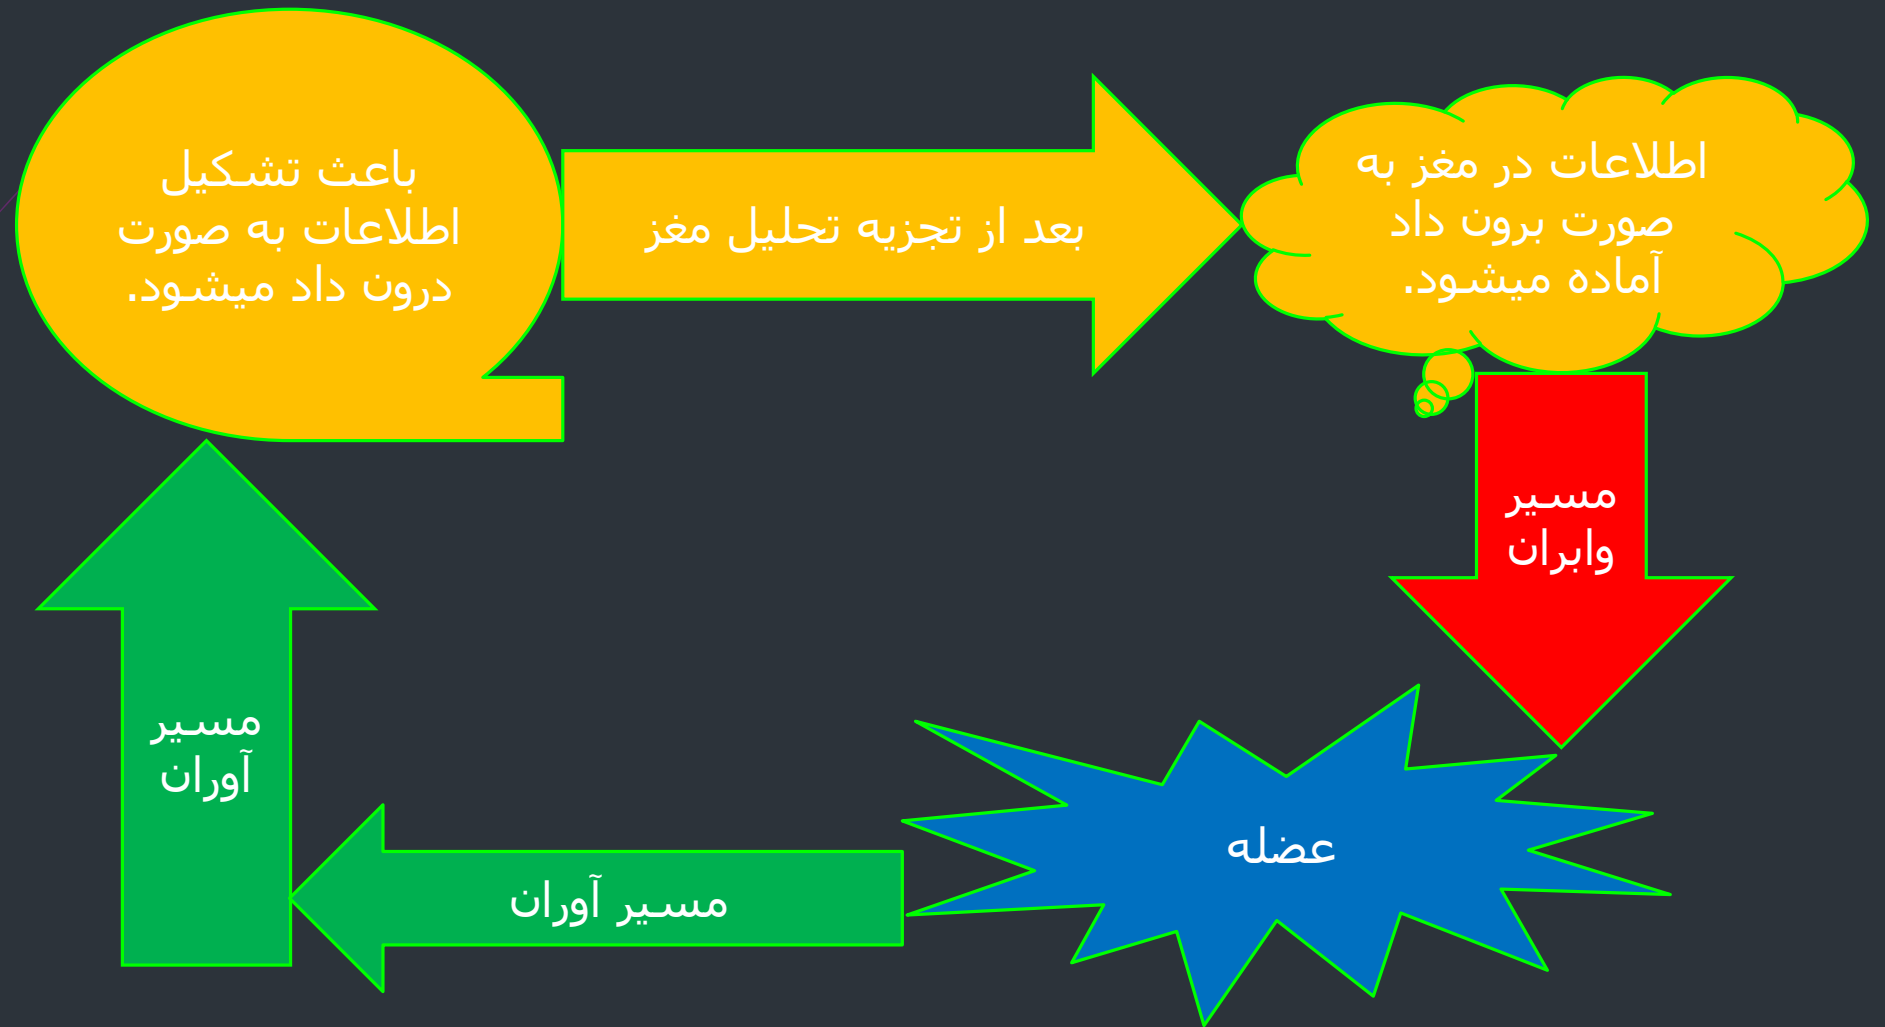 باعث تشکیل
اطلاعات به صورت
درون داد میشود.
بعد از تجزیه تحلیل مغز
اطلاعات در مغز به
صورت برون داد
آماده میشود.
مسیر
وابران
عضله
مسیر آوران
مسیر
آوران